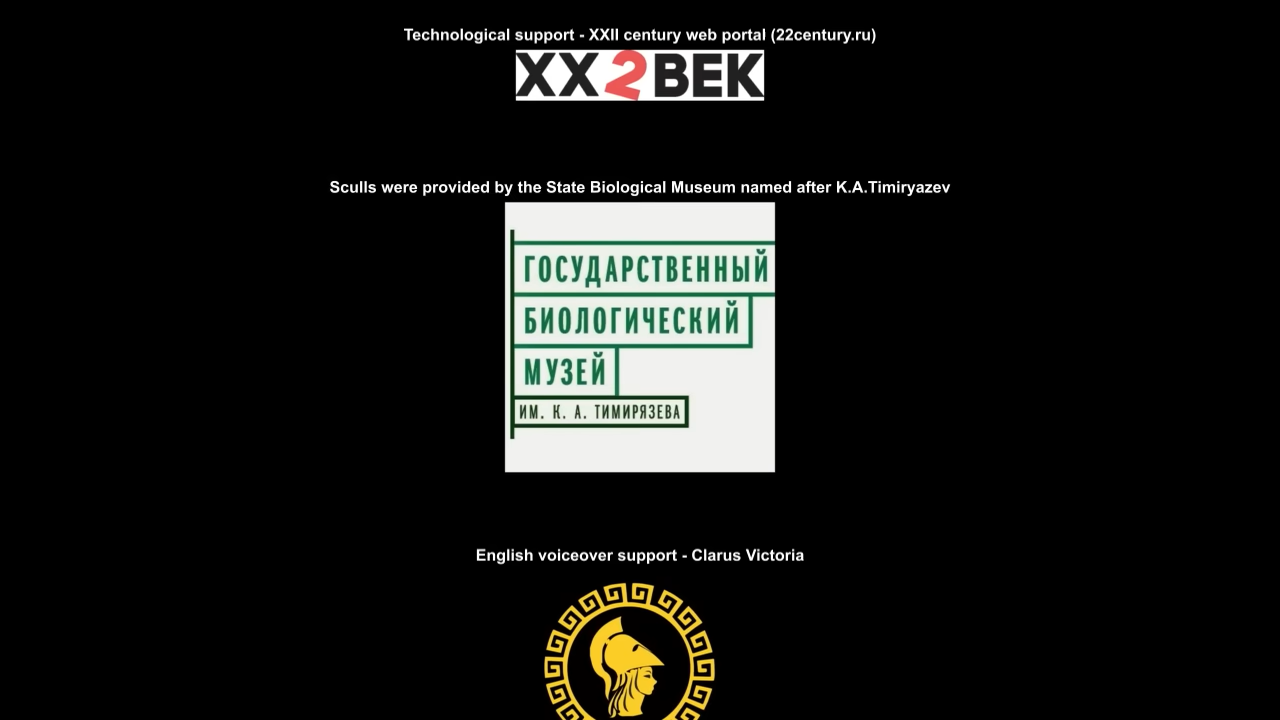 Technological support - XXII century web portal (22century.ru)
XX2ВЕК
Sculls were provided by the State Biological Museum named after K.A.Timiryazev
ГОСУДАРСТВЕННЫЙ
БИОЛОГИЧЕСКИЙ
МУЗЕЙ
ИМ. К. А. ТИМИРЯЗЕВА
English voiceover support - Clarus Victoria